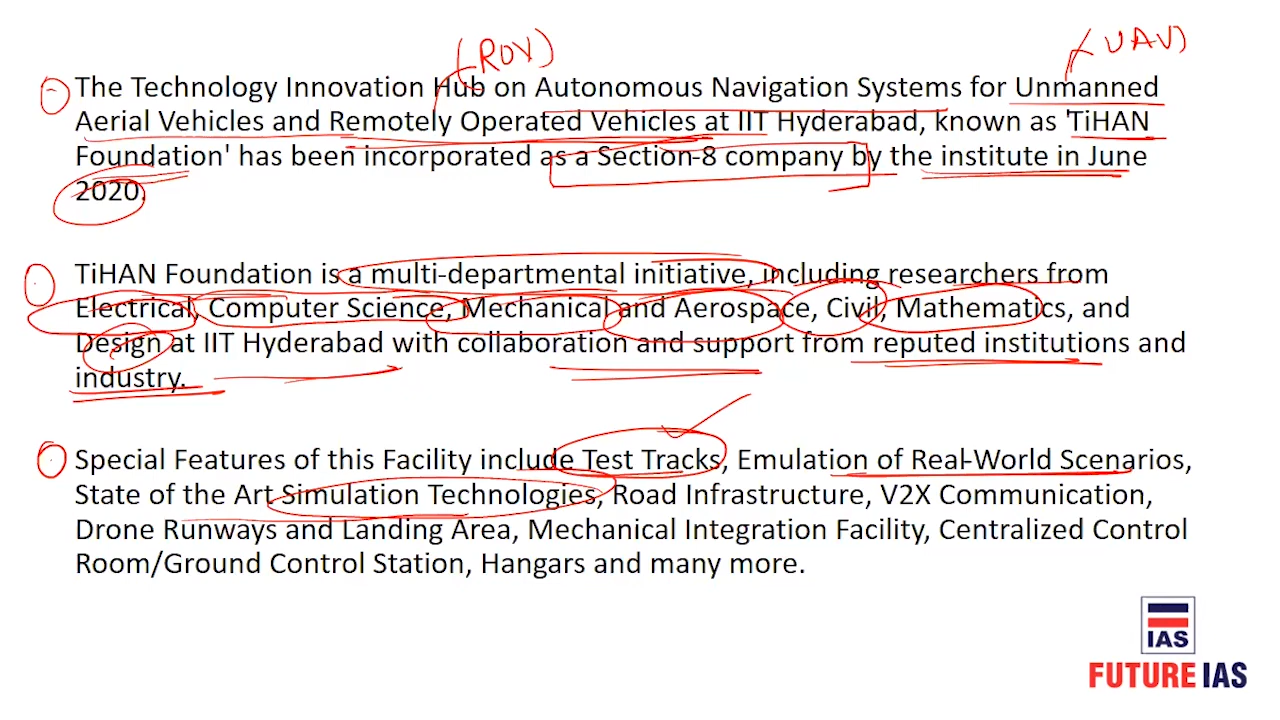 (ROV)
(UAV)
The Technology Innovation Hub on Autonomous Navigation Systems for Unmanned
Aerial Vehicles and Remotely Operated Vehicles at IIT Hyderabad, known as 'TiHAN
Foundation' has been incorporated as a Section-8 company by the institute in June
2020.
TiHAN Foundation is a multi-departmental initiative, including researchers from
Electrical, Computer Science, Mechanical and Aerospace, Civil, Mathematics, and
Design at IIT Hyderabad with collaboration and support from reputed institutions and
industry.
Special Features of this Facility include Test Tracks, Emulation of Real-World Scenarios,
State of the Art Simulation Technologies, Road Infrastructure, V2X Communication,
Drone Runways and Landing Area, Mechanical Integration Facility, Centralized Control
Room/Ground Control Station, Hangars and many more.
IAS
FUTURE IAS